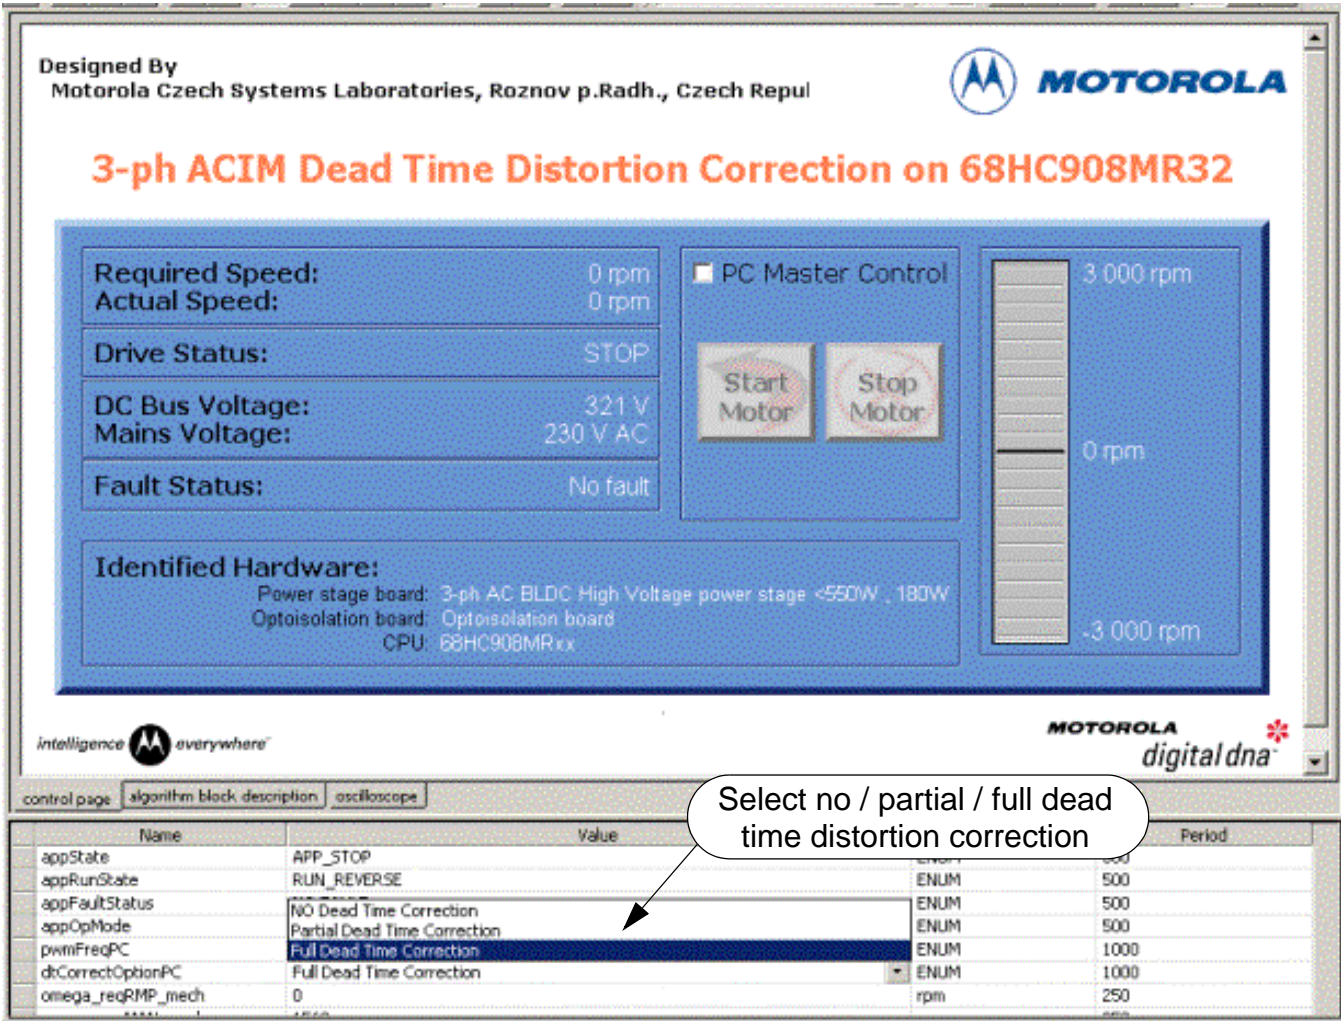 Designed By
Motorola Czech Systems Laboratories, Roznov p.Radh., Czech Repul
MOTOROLA
3-ph ACIM Dead Time Distortion Correction on 68HC908MR32
Required Speed: 0 rpm
Actual Speed: 0 rpm
Drive Status: STOP
DC Bus Voltage: 321 V
Mains Voltage: 230 V AC
Fault Status: No fault
PC Master Control
Start Motor
Stop Motor
3 000 rpm
0 rpm
-3 000 rpm
Identified Hardware:
Power stage board: 3-ph AC BLDC High Voltage power stage <550W , 180W
Optoisolation board: Optoisolation board
CPU: 68HC908MRxx
intelligence everywhere
MOTOROLA
digital dna
control page algorithm block description oscilloscope
Select no / partial / full dead
time distortion correction
Name Value Period
appState APP_STOP ENUM 500
appRunState RUN_REVERSE ENUM 500
appFaultStatus ENUM 500
NO Dead Time Correction
appOpMode ENUM 500
Partial Dead Time Correction
pwmFreqPC ENUM 1000
Full Dead Time Correction
dtCorrectOptionPC Full Dead Time Correction ENUM 1000
omega_reqRMP_mech 0 rpm 250